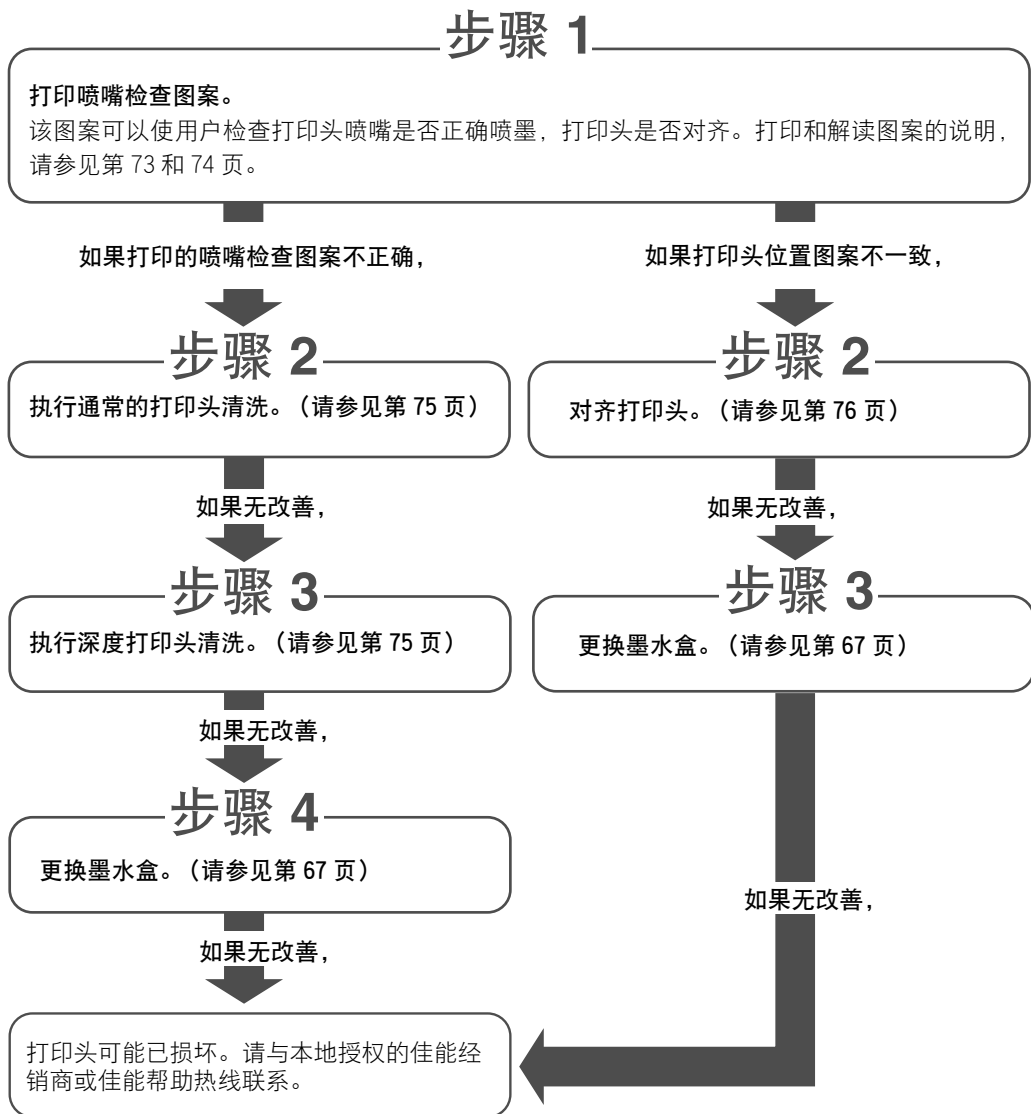 步骤 1
打印喷嘴检查图案。
该图案可以使用户检查打印头喷嘴是否正确喷墨，打印头是否对齐。打印和解读图案的说明，
请参见第 73 和 74 页。
如果打印的喷嘴检查图案不正确，
如果打印头位置图案不一致，
步骤 2
执行通常的打印头清洗。（请参见第 75 页）
步骤 2
对齐打印头。（请参见第 76 页）
如果无改善，
如果无改善，
步骤 3
执行深度打印头清洗。（请参见第 75 页）
步骤 3
更换墨水盒。（请参见第 67 页）
如果无改善，
步骤 4
更换墨水盒。（请参见第 67 页）
如果无改善，
如果无改善，
打印头可能已损坏。请与本地授权的佳能经
销商或佳能帮助热线联系。